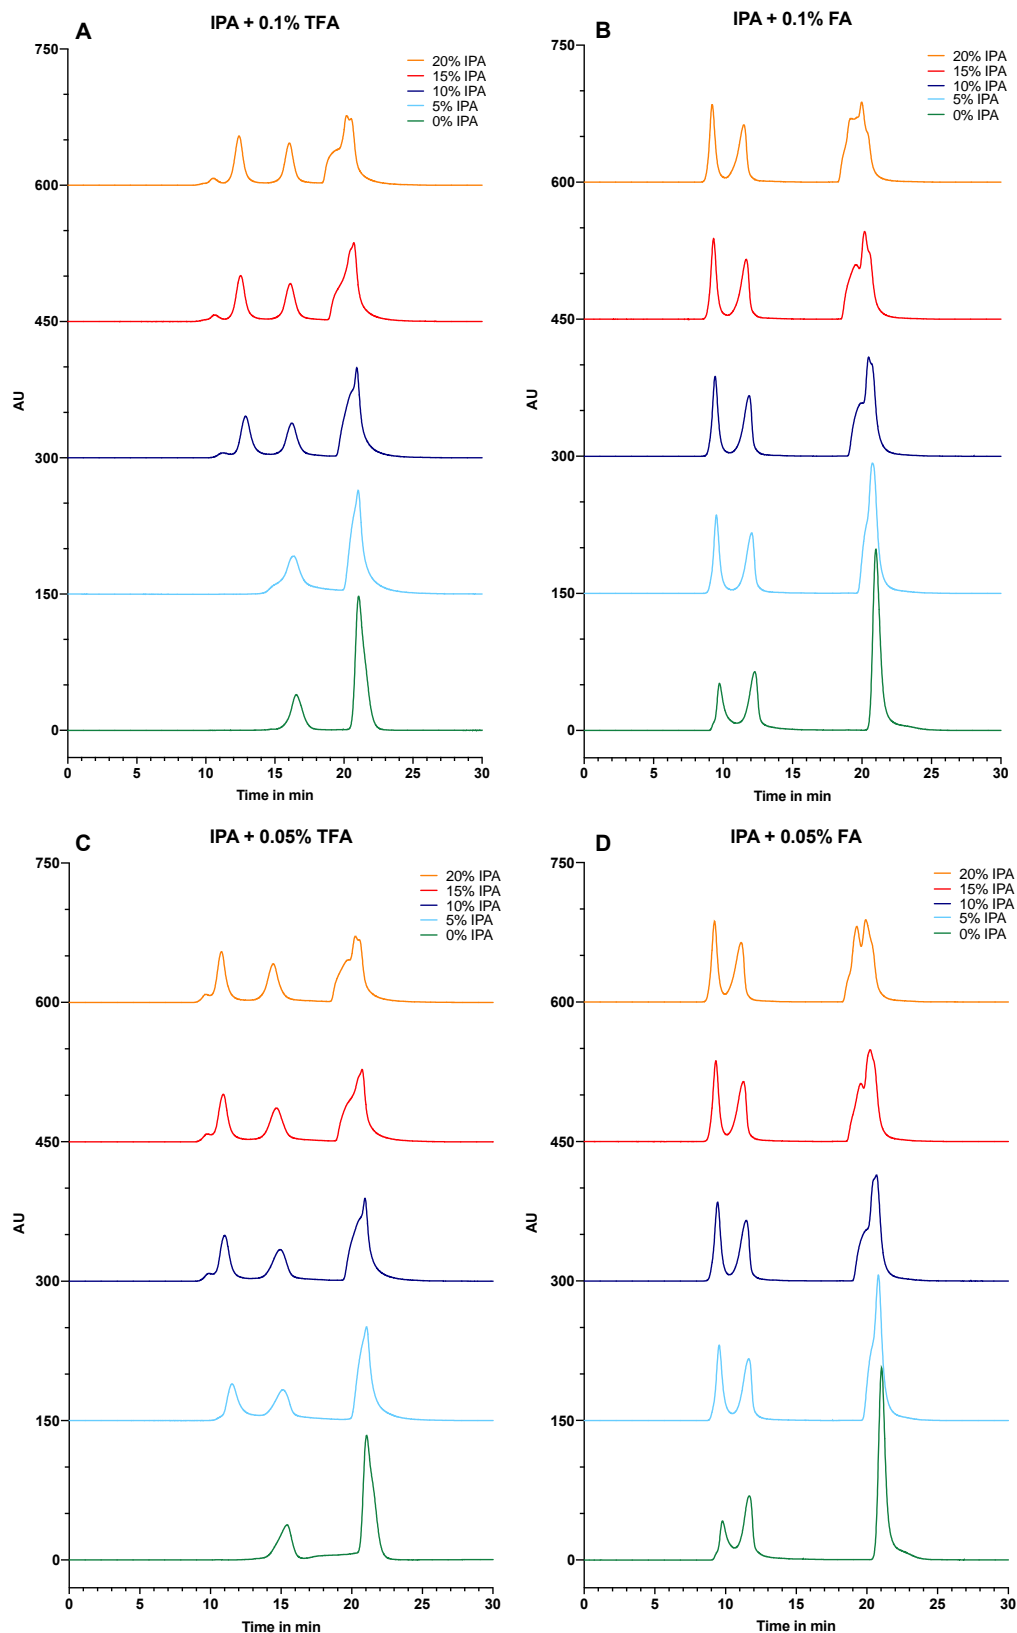 A
IPA + 0.1% TFA
750
600
450
300
150
0
AU
20% IPA
15% IPA
10% IPA
5% IPA
0% IPA
0 5 10 15 20 25 30
Time in min
B
IPA + 0.1% FA
750
600
450
300
150
0
AU
20% IPA
15% IPA
10% IPA
5% IPA
0% IPA
0 5 10 15 20 25 30
Time in min
C
IPA + 0.05% TFA
750
600
450
300
150
0
AU
20% IPA
15% IPA
10% IPA
5% IPA
0% IPA
0 5 10 15 20 25 30
Time in min
D
IPA + 0.05% FA
750
600
450
300
150
0
AU
20% IPA
15% IPA
10% IPA
5% IPA
0% IPA
0 5 10 15 20 25 30
Time in min